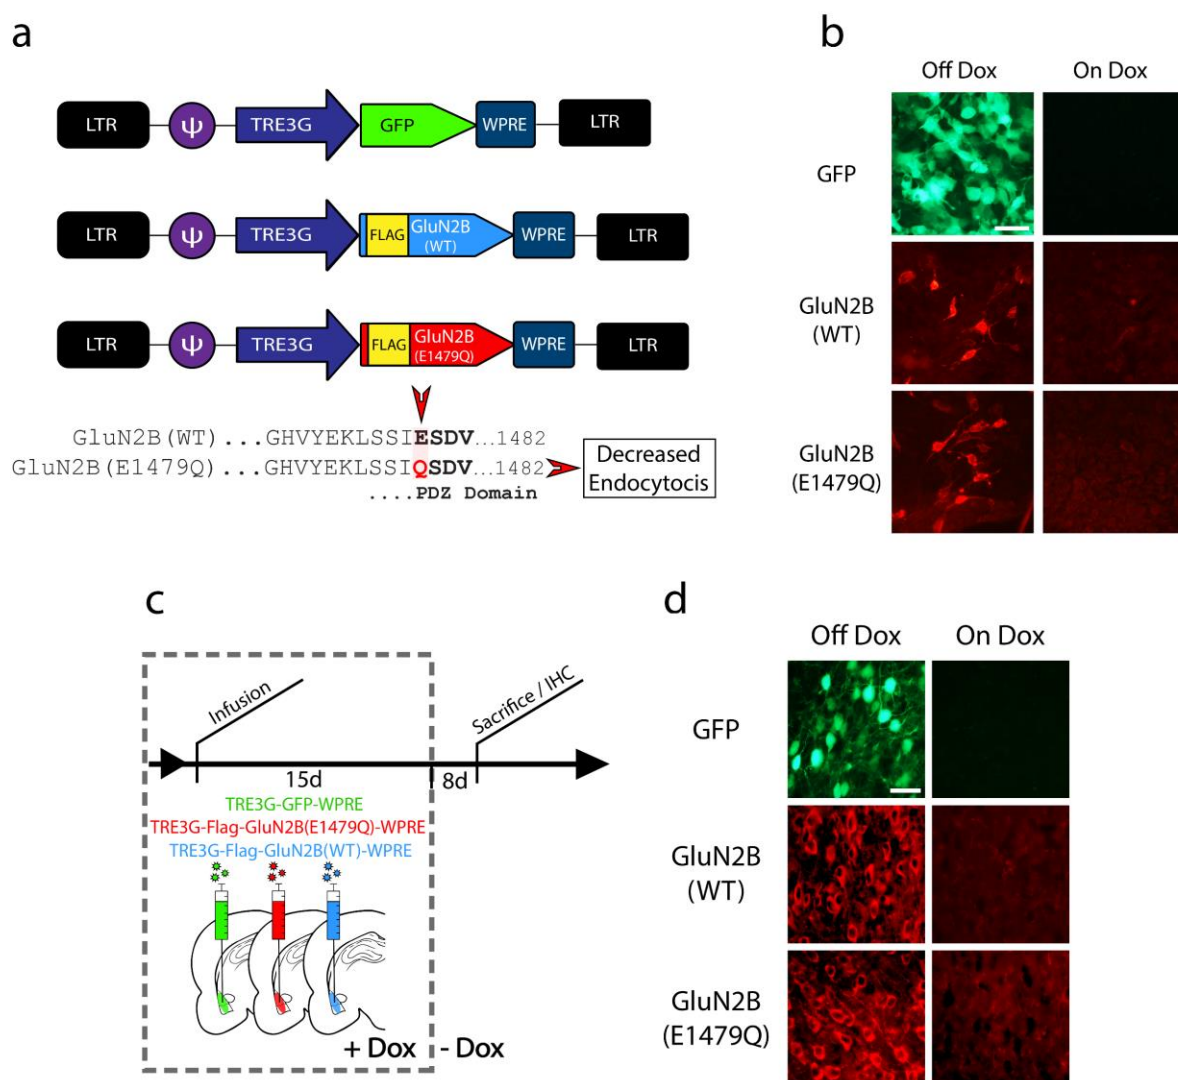 a
LTR Ψ TRE3G GFP WPRE LTR
LTR Ψ TRE3G FLAG GluN2B
(WT) WPRE LTR
LTR Ψ TRE3G FLAG GluN2B
(E1479Q) WPRE LTR
GluN2B(WT)...GHVYEKLSSIESDV...1482
GluN2B(E1479Q)...GHVYEKLSSIQSDV...1482
....PDZ Domain
Decreased
Endocytocis
b
Off Dox On Dox
GFP
GluN2B
(WT)
GluN2B
(E1479Q)
c
Infusion
Sacrifice / IHC
15d 8d
TRE3G-GFP-WPRE
TRE3G-Flag-GluN2B(E1479Q)-WPRE
TRE3G-Flag-GluN2B(WT)-WPRE
+ Dox - Dox
d
Off Dox On Dox
GFP
GluN2B
(WT)
GluN2B
(E1479Q)